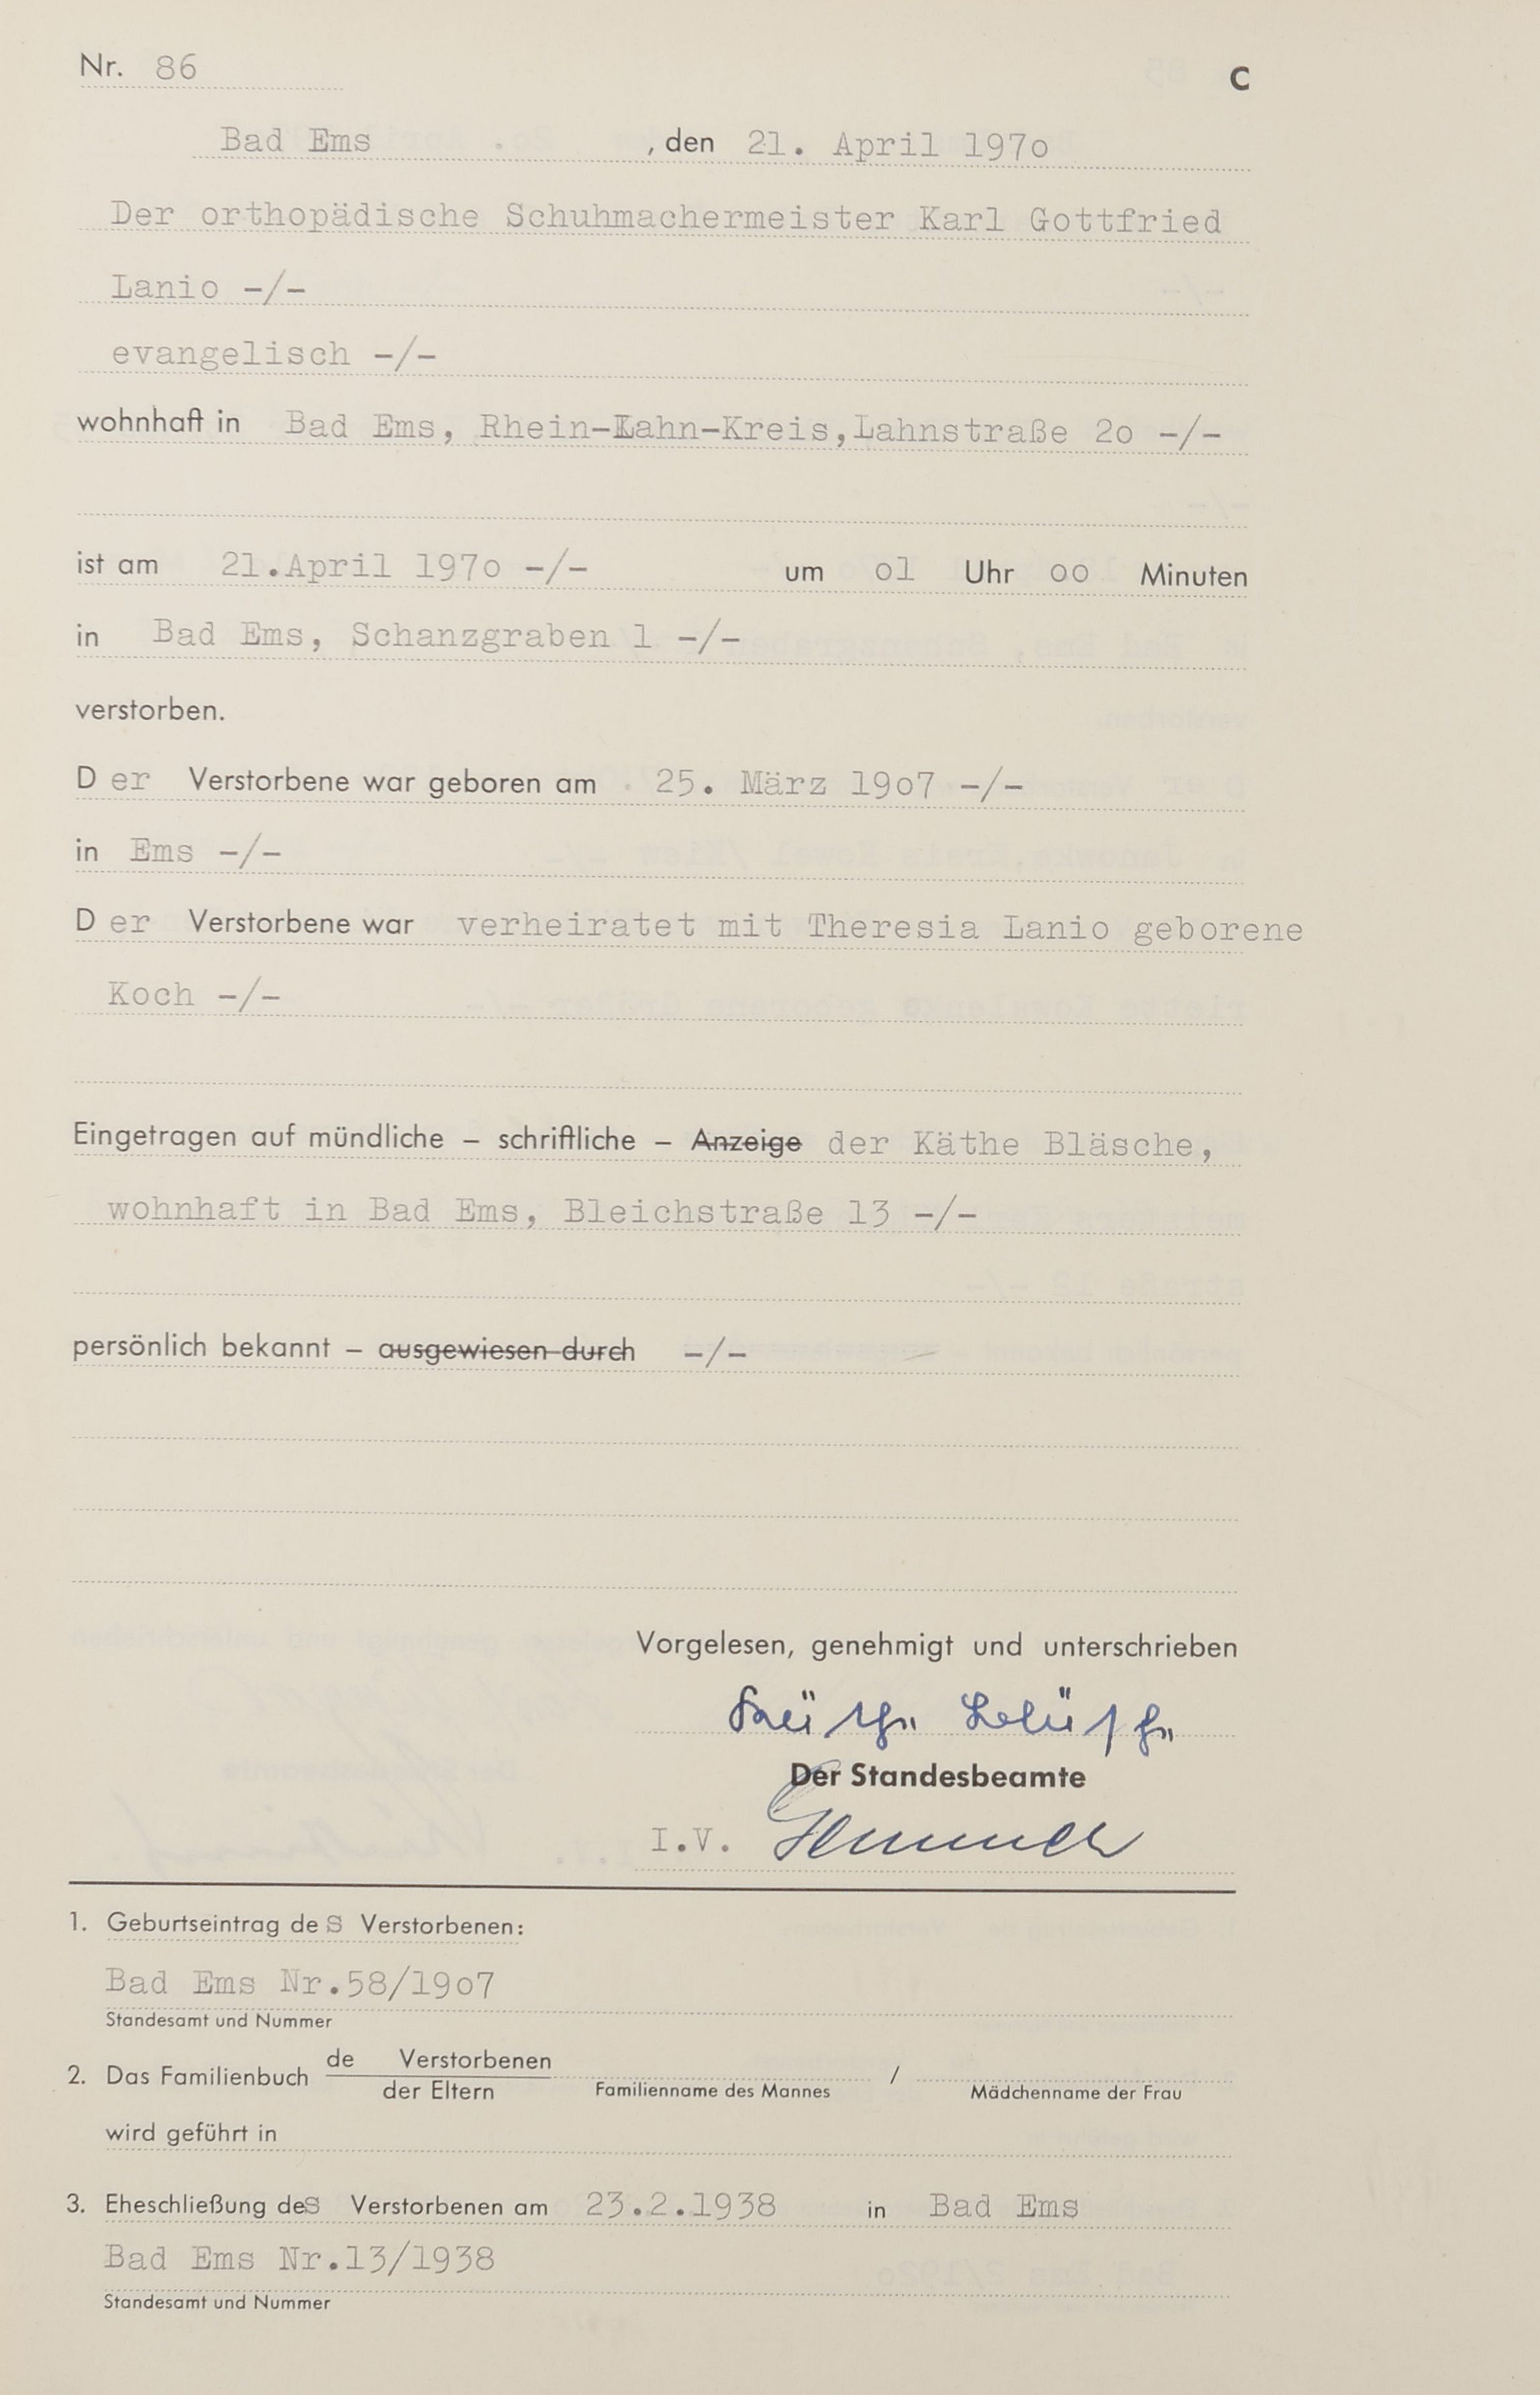 Nr. 86
C
Bad Ems , den 21. April 197o
Der orthopädische Schuhmachermeister Karl Gottfried
Lanio -/-
evangelisch -/-
wohnhaft in Bad Ems, Rhein-Lahn-Kreis,Lahnstraße 2o -/-
ist am 21.April 197o -/- um o1 Uhr oo Minuten
in Bad Ems, Schanzgraben 1 -/-
verstorben.
Der Verstorbene war geboren am 25. März 19o7 -/-
in Ems -/-
Der Verstorbene war verheiratet mit Theresia Lanio geborene
Koch -/-
Eingetragen auf mündliche – schriftliche – Anzeige der Käthe Bläsche,
wohnhaft in Bad Ems, Bleichstraße 13 -/-
persönlich bekannt – ausgewiesen durch -/-
Vorgelesen, genehmigt und unterschrieben
Käthe Bläsche
Der Standesbeamte
I.V.
1. Geburtseintrag des Verstorbenen:
Bad Ems Nr.58/19o7
Standesamt und Nummer
2. Das Familienbuch de Verstorbenen
der Eltern Familienname des Mannes / Mädchenname der Frau
wird geführt in
3. Eheschließung des Verstorbenen am 23.2.1938 in Bad Ems
Bad Ems Nr.13/1938
Standesamt und Nummer